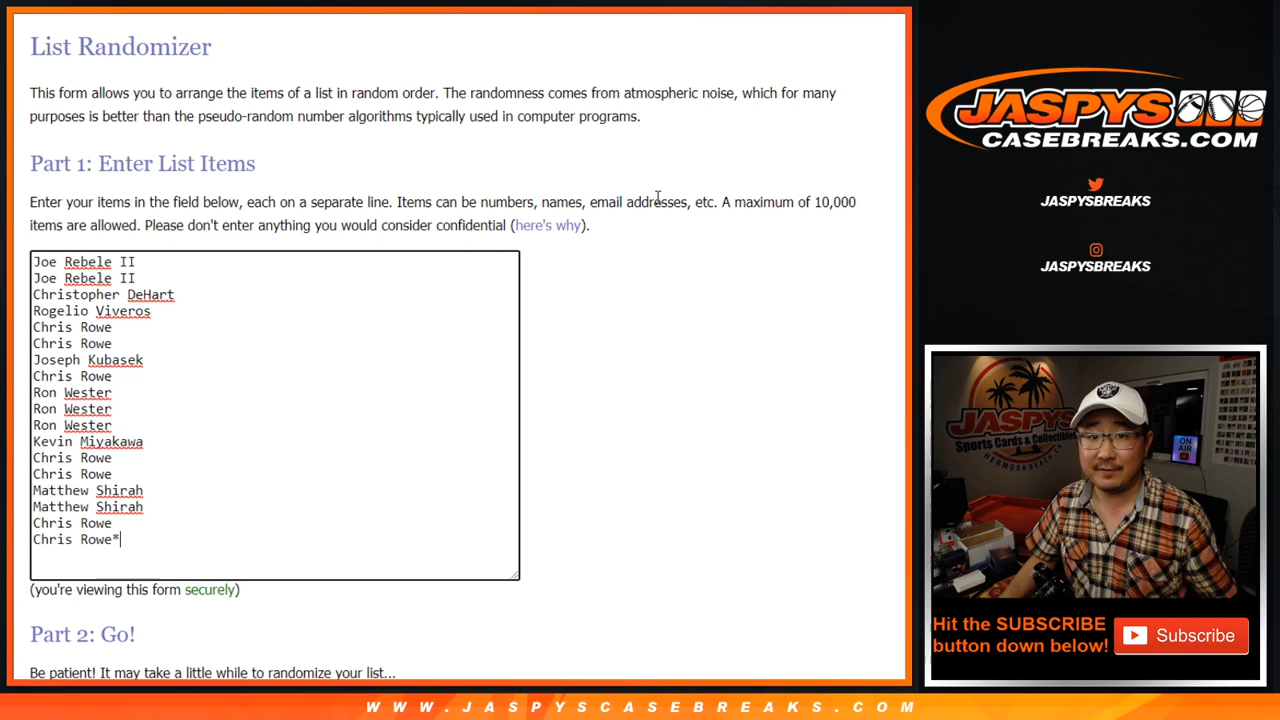 List Randomizer
This form allows you to arrange the items of a list in random order. The randomness comes from atmospheric noise, which for many
purposes is better than the pseudo-random number algorithms typically used in computer programs.
Part 1: Enter List Items
Enter your items in the field below, each on a separate line. Items can be numbers, names, email addresses, etc. A maximum of 10,000
items are allowed. Please don't enter anything you would consider confidential (here's why).
Joe Rebele II
Joe Rebele II
Christopher DeHart
Rogelio Viveros
Chris Rowe
Chris Rowe
Joseph Kubasek
Chris Rowe
Ron Wester
Ron Wester
Ron Wester
Kevin Miyakawa
Chris Rowe
Chris Rowe
Matthew Shirah
Matthew Shirah
Chris Rowe
Chris Rowe*
(you're viewing this form securely)
Part 2: Go!
Be patient! It may take a little while to randomize your list...
JASPYS
CASEBREAKS.COM
JASPYSBREAKS
JASPYSBREAKS
JASPYS
Sports Cards & Collectibles
HERMOSA BEACH, CA
ON
AIR
Hit the SUBSCRIBE
button down below!
Subscribe
WWW.JASPYSCASEBREAKS.COM